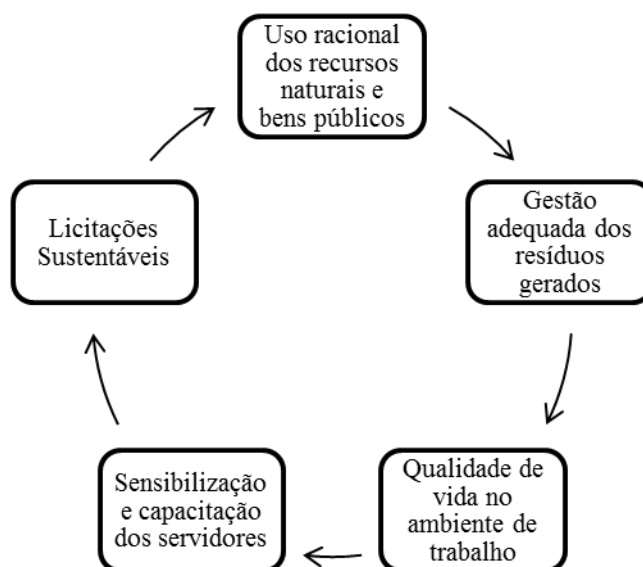 Uso racional
dos recursos
naturais e
bens públicos
Gestão
adequada dos
resíduos
gerados
Qualidade de
vida no
ambiente de
trabalho
Sensibilização
e capacitação
dos servidores
Licitações
Sustentáveis